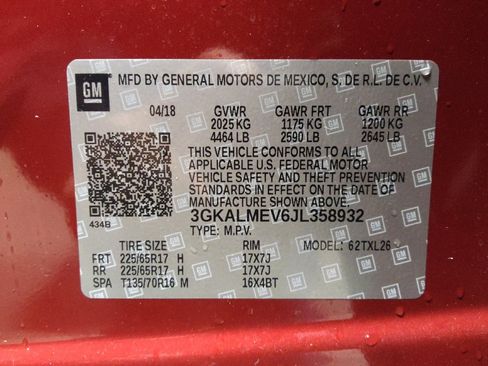 GM MFD BY GENERAL MOTORS DE MEXICO, S. DE R.L. DE C.V.
04/18 GVWR GAWR FRT GAWR RR
2025 KG 1175 KG 1200 KG
4464 LB 2590 LB 2645 LB
THIS VEHICLE CONFORMS TO ALL
APPLICABLE U.S. FEDERAL MOTOR
VEHICLE SAFETY AND THEFT PREVENTION
STANDARDS IN EFFECT ON THE DATE OF
MANUFACTURE SHOWN ABOVE.
434B 3GKALMEV6JL358932
TYPE: M.P.V.
TIRE SIZE RIM MODEL: 62TXL26
FRT 225/65R17 H 17X7J
RR 225/65R17 H 17X7J
SPA T135/70R16 M 16X4BT